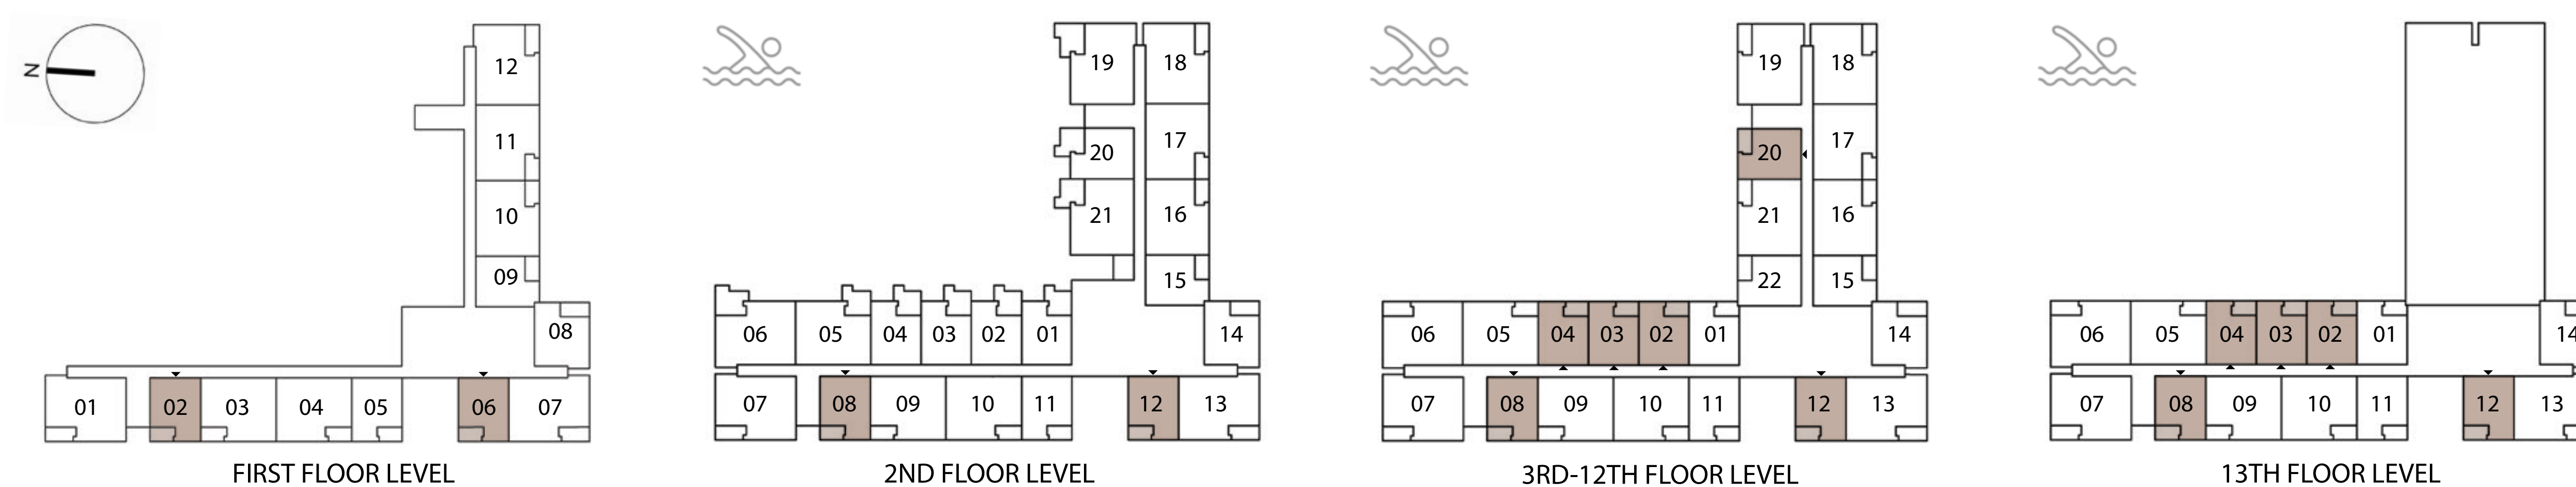 N
12
11
10
09
08
01 02 03 04 05 06 07
FIRST FLOOR LEVEL
19 18
20 17
21 16
15
06 05 04 03 02 01 14
07 08 09 10 11 12 13
2ND FLOOR LEVEL
19 18
20 17
21 16
22 15
06 05 04 03 02 01 14
07 08 09 10 11 12 13
3RD-12TH FLOOR LEVEL
06 05 04 03 02 01 14
07 08 09 10 11 12 13
13TH FLOOR LEVEL